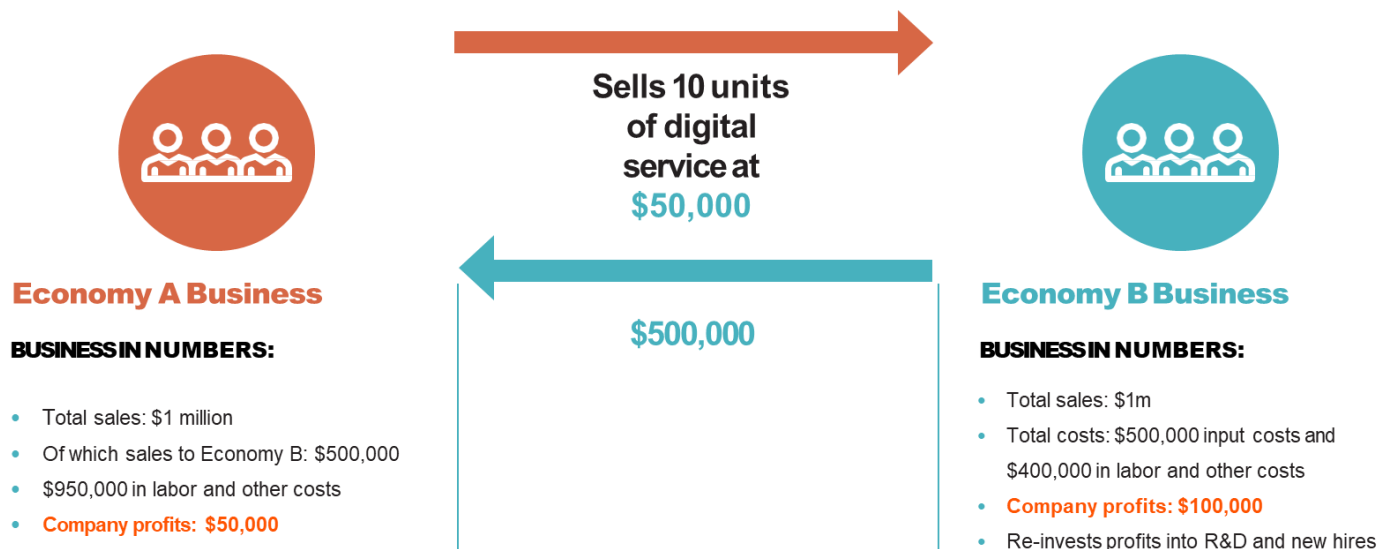 Sells 10 units
of digital
service at
$50,000
$500,000
Economy A Business
BUSINESS IN NUMBERS:
• Total sales: $1 million
• Of which sales to Economy B: $500,000
• $950,000 in labor and other costs
• Company profits: $50,000
Economy B Business
BUSINESS IN NUMBERS:
• Total sales: $1m
• Total costs: $500,000 input costs and
$400,000 in labor and other costs
• Company profits: $100,000
• Re-invests profits into R&D and new hires